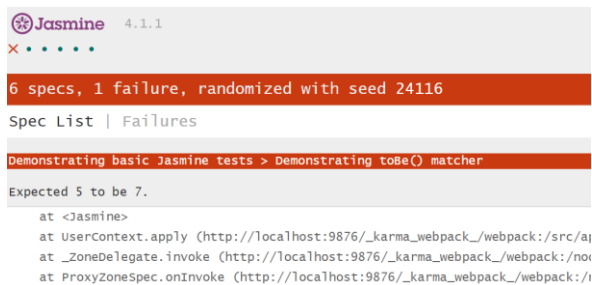 Jasmine 4.1.1
6 specs, 1 failure, randomized with seed 24116
Spec List | Failures
Demonstrating basic Jasmine tests > Demonstrating toBe() matcher
Expected 5 to be 7.
at <Jasmine>
at UserContext.apply (http://localhost:9876/_karma_webpack_/webpack:/src/ap
at _ZoneDelegate.invoke (http://localhost:9876/_karma_webpack_/webpack:/noc
at ProxyZoneSpec.onInvoke (http://localhost:9876/_karma_webpack_/webpack:/